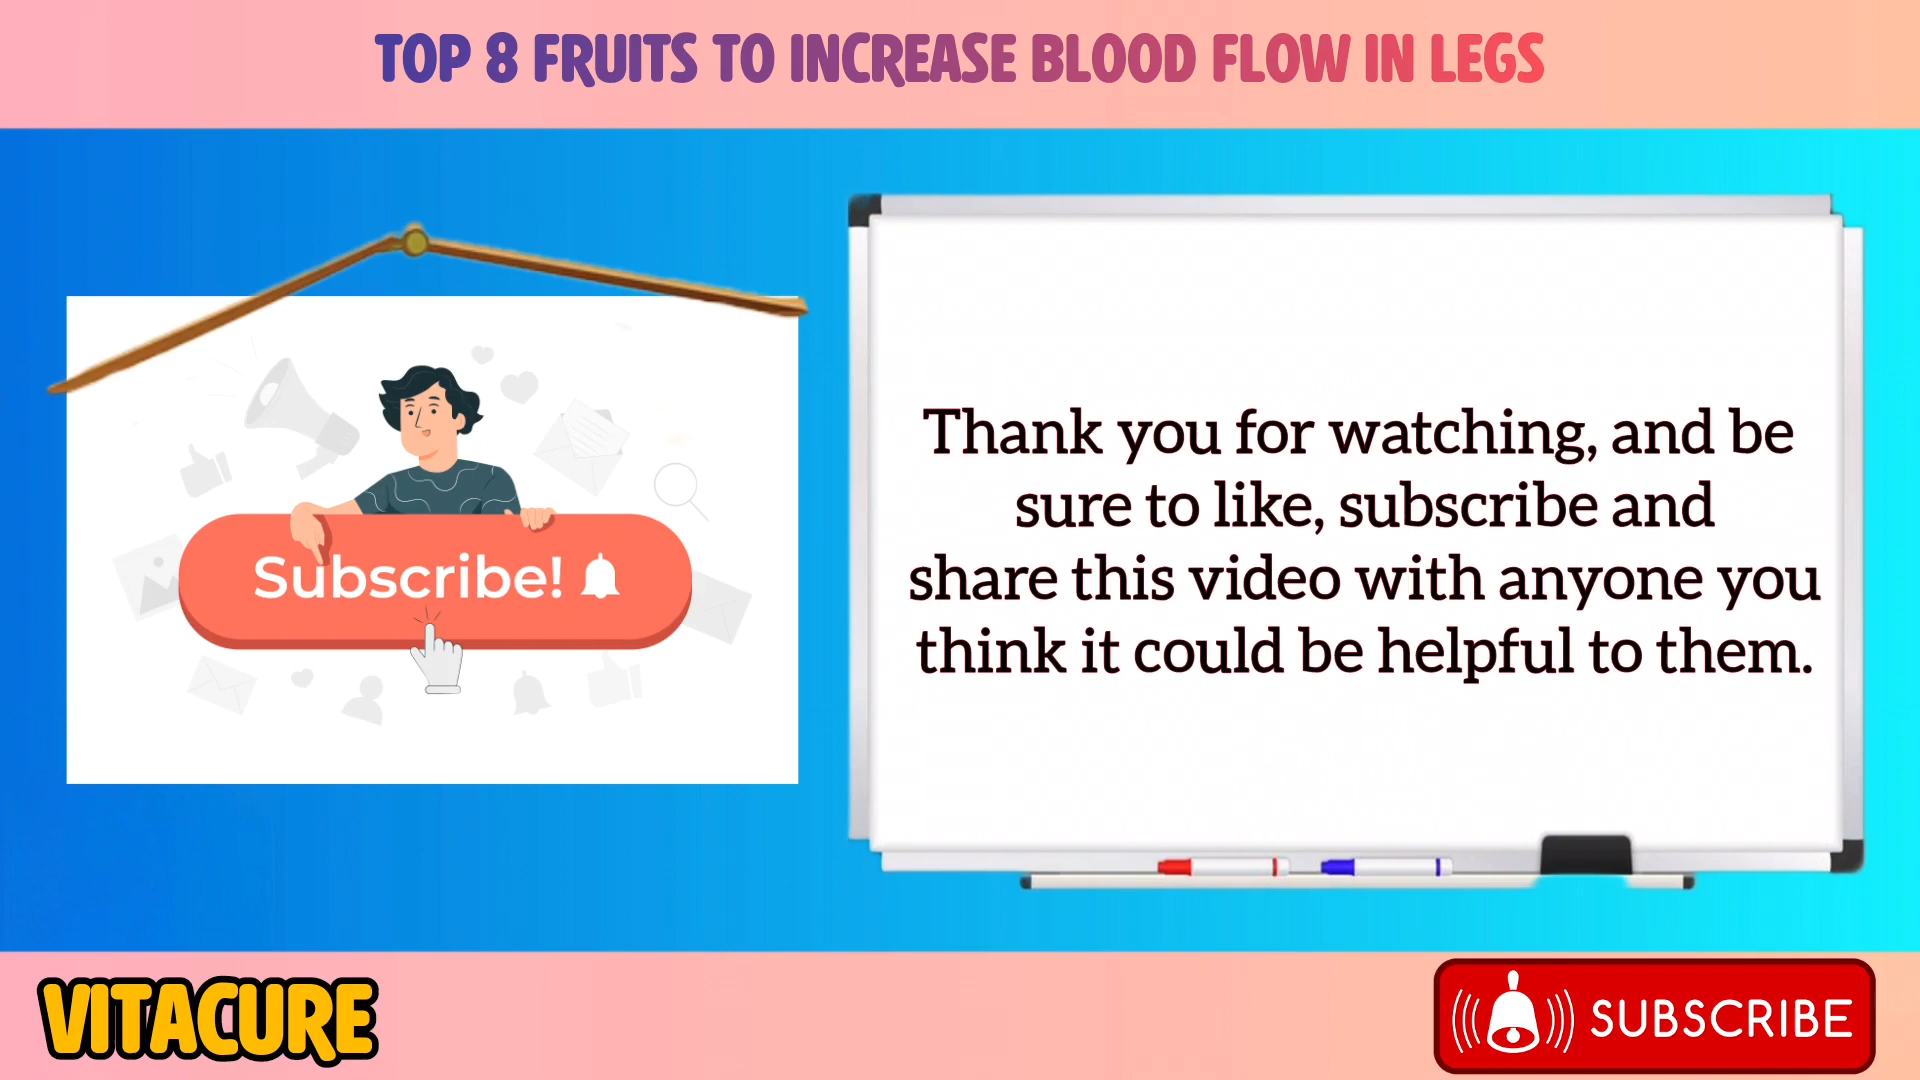 TOP 8 FRUITS TO INCREASE BLOOD FLOW IN LEGS
Subscribe!
Thank you for watching, and be
sure to like, subscribe and
share this video with anyone you
think it could be helpful to them.
VITACURE
SUBSCRIBE